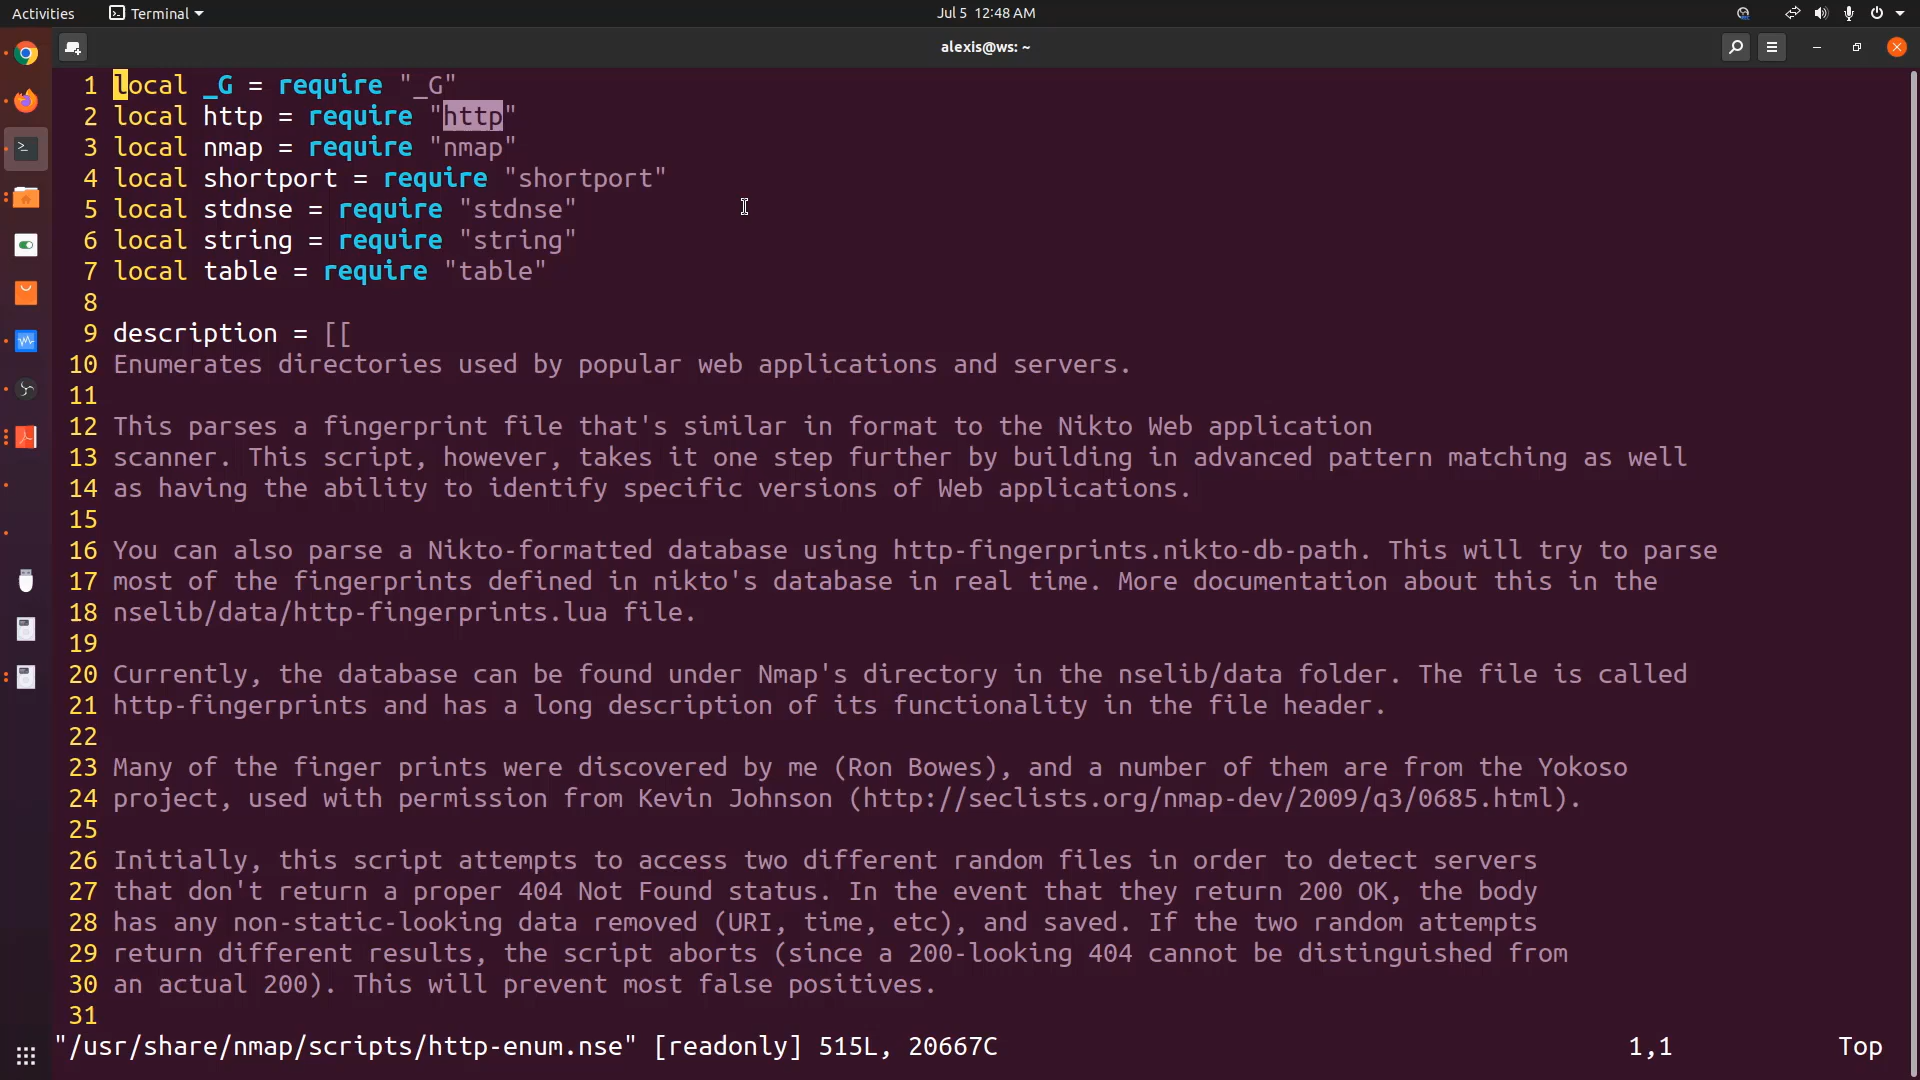 Activities Terminal Jul 5 12:48 AM
alexis@ws: ~
1 local _G = require "_G"
2 local http = require "http"
3 local nmap = require "nmap"
4 local shortport = require "shortport"
5 local stdnse = require "stdnse"
6 local string = require "string"
7 local table = require "table"
8
9 description = [[
10 Enumerates directories used by popular web applications and servers.
11
12 This parses a fingerprint file that's similar in format to the Nikto Web application
13 scanner. This script, however, takes it one step further by building in advanced pattern matching as well
14 as having the ability to identify specific versions of Web applications.
15
16 You can also parse a Nikto-formatted database using http-fingerprints.nikto-db-path. This will try to parse
17 most of the fingerprints defined in nikto's database in real time. More documentation about this in the
18 nselib/data/http-fingerprints.lua file.
19
20 Currently, the database can be found under Nmap's directory in the nselib/data folder. The file is called
21 http-fingerprints and has a long description of its functionality in the file header.
22
23 Many of the finger prints were discovered by me (Ron Bowes), and a number of them are from the Yokoso
24 project, used with permission from Kevin Johnson (http://seclists.org/nmap-dev/2009/q3/0685.html).
25
26 Initially, this script attempts to access two different random files in order to detect servers
27 that don't return a proper 404 Not Found status. In the event that they return 200 OK, the body
28 has any non-static-looking data removed (URI, time, etc), and saved. If the two random attempts
29 return different results, the script aborts (since a 200-looking 404 cannot be distinguished from
30 an actual 200). This will prevent most false positives.
31
"/usr/share/nmap/scripts/http-enum.nse" [readonly] 515L, 20667C 1,1 Top